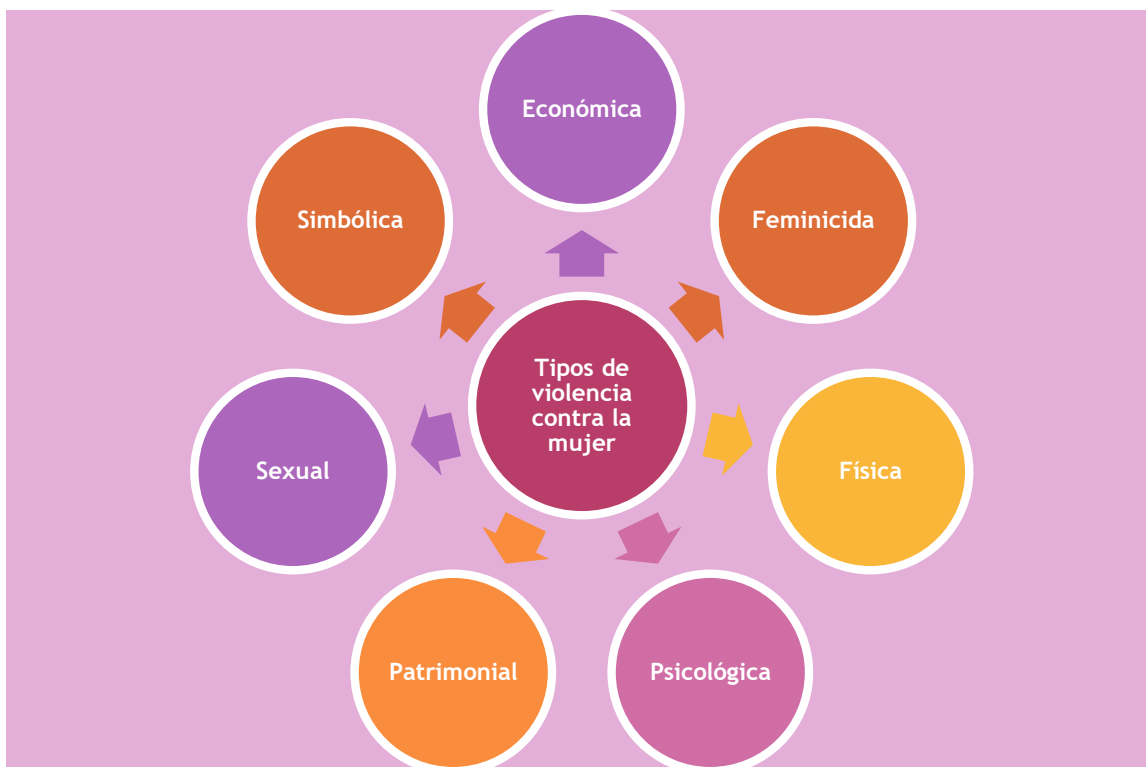 Económica
Simbólica
Feminicida
Tipos de
violencia
contra la
mujer
Sexual
Física
Patrimonial
Psicológica